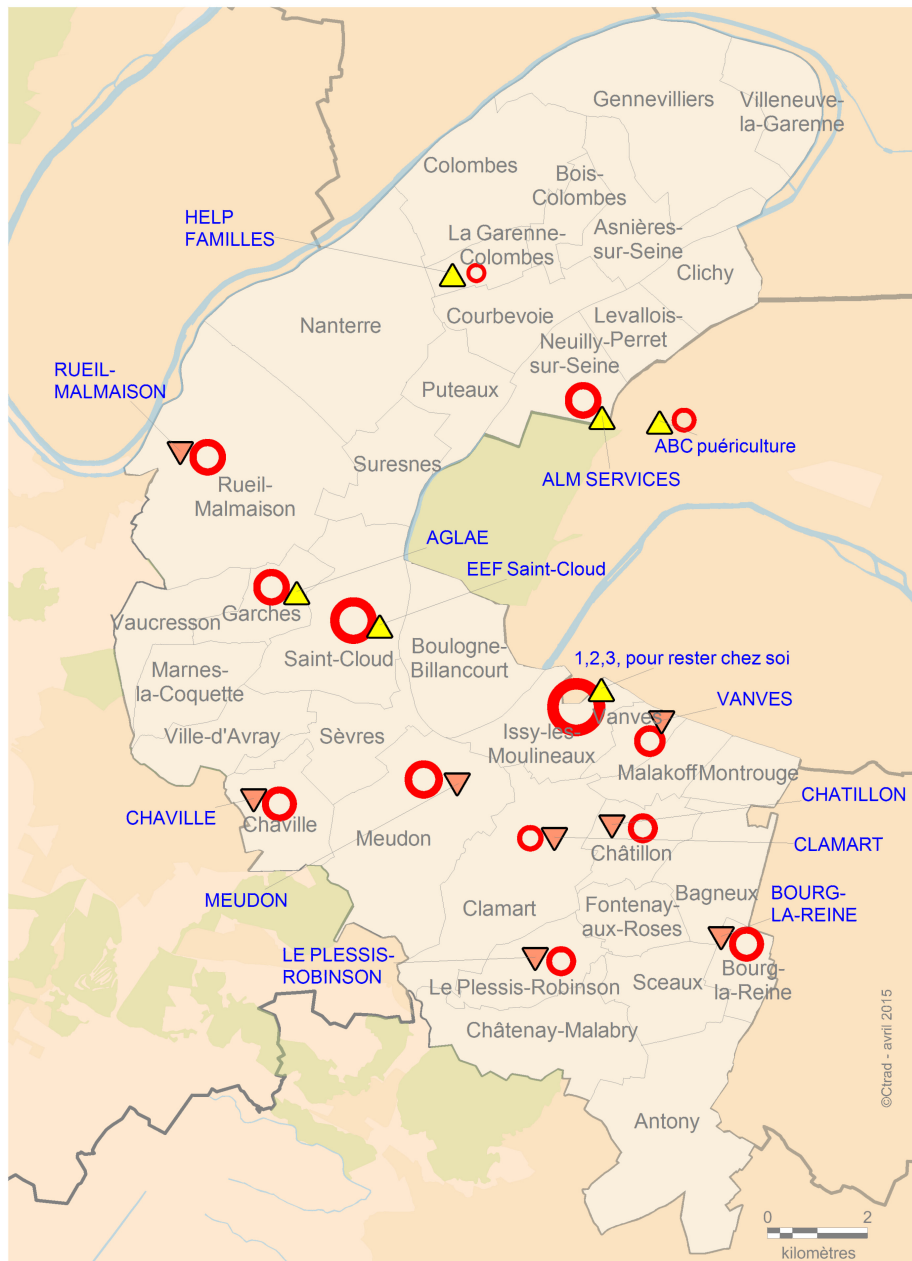 Gennevilliers
Villeneuve-
la-Garenne
Colombes
Bois-
Colombes
HELP
FAMILLES
La Garenne-
Colombes
Asnières-
sur-Seine
Clichy
Nanterre
Courbevoie
Levallois-
Perret
Neuilly-
sur-Seine
RUEIL-
MALMAISON
Puteaux
ABC puériculture
Suresnes
ALM SERVICES
Rueil-
Malmaison
AGLAE
EEF Saint-Cloud
Garches
Vaucresson
Saint-Cloud
Boulogne-
Billancourt
1,2,3, pour rester chez soi
Marnes-
la-Coquette
VANVES
Vanves
Ville-d'Avray
Sèvres
Issy-les-
Moulineaux
Malakoff
Montrouge
CHATILLON
CHAVILLE
Chaville
Meudon
Châtillon
CLAMART
MEUDON
Clamart
Bagneux
BOURG-
LA-REINE
Fontenay-
aux-Roses
LE PLESSIS-
ROBINSON
Le Plessis-Robinson
Sceaux
Bourg-
la-Reine
Châtenay-Malabry
©Ctrad - avril 2015
Antony
0 2
kilomètres